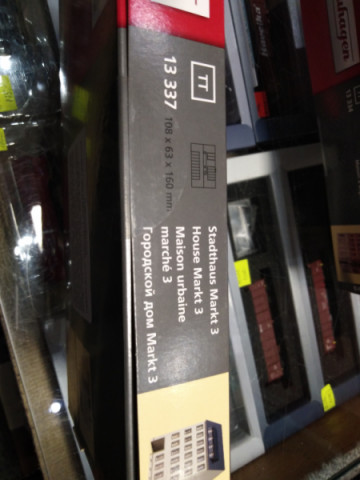 TT
13 337
108 x 63 x 160 mm
Stadthaus Markt 3
House Markt 3
Maison urbaine
marché 3
Городской дом Markt 3